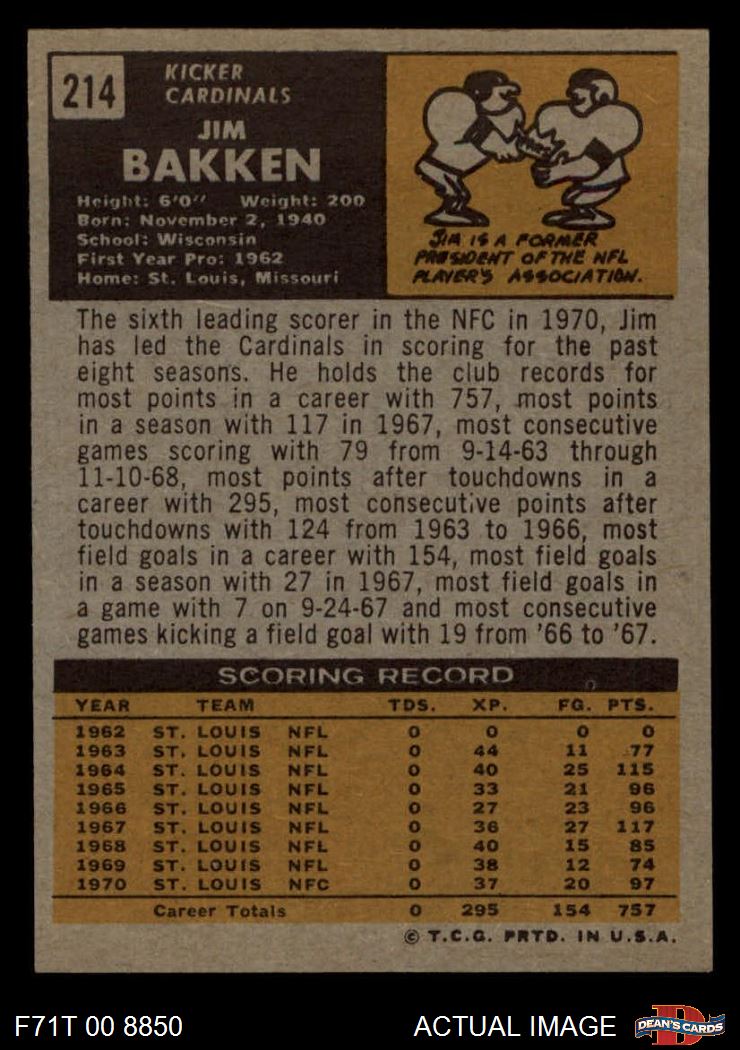 214
KICKER
CARDINALS
JIM
BAKKEN
Height: 6'0" Weight: 200
Born: November 2, 1940
School: Wisconsin
First Year Pro: 1962
Home: St. Louis, Missouri
JIM IS A FORMER
PRESIDENT OF THE NFL
PLAYER'S ASSOCIATION.
The sixth leading scorer in the NFC in 1970, Jim
has led the Cardinals in scoring for the past
eight seasons. He holds the club records for
most points in a career with 757, most points
in a season with 117 in 1967, most consecutive
games scoring with 79 from 9-14-63 through
11-10-68, most points after touchdowns in a
career with 295, most consecutive points after
touchdowns with 124 from 1963 to 1966, most
field goals in a career with 154, most field goals
in a season with 27 in 1967, most field goals in
a game with 7 on 9-24-67 and most consecutive
games kicking a field goal with 19 from '66 to '67.
SCORING RECORD
YEAR TEAM TDS. XP. FG. PTS.
1962 ST. LOUIS NFL 0 0 0 0
1963 ST. LOUIS NFL 0 44 11 77
1964 ST. LOUIS NFL 0 40 25 115
1965 ST. LOUIS NFL 0 33 21 96
1966 ST. LOUIS NFL 0 27 23 96
1967 ST. LOUIS NFL 0 36 27 117
1968 ST. LOUIS NFL 0 40 15 85
1969 ST. LOUIS NFL 0 38 12 74
1970 ST. LOUIS NFC 0 37 20 97
Career Totals 0 295 154 757
© T.C.G. PRTD. IN U.S.A.
F71T 00 8850 ACTUAL IMAGE
D
DEAN'S CARDS